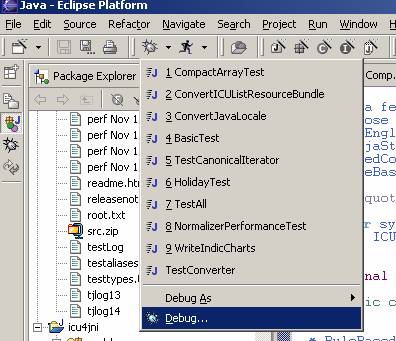 Java - Eclipse Platform
File Edit Source Refactor Navigate Search Project Run Window H
Package Explorer
Comp.
perf Nov 1
perf Nov 1
perf Nov 1
perf Nov 1
readme.htm
releasenot
root.txt
src.zip
testLog
testaliases
testtypes.t
tjlog13
tjlog14
icu4jni
1 CompactArrayTest
2 ConvertICUListResourceBundle
3 ConvertJavaLocale
4 BasicTest
5 TestCanonicalIterator
6 HolidayTest
7 TestAll
8 NormalizerPerformanceTest
9 WriteIndicCharts
TestConverter
Debug As
Debug...
a fe
ose
Engl
jaSt
edCo
eBas
quot
r sy
ICU
nal
ic c
* RuleBased